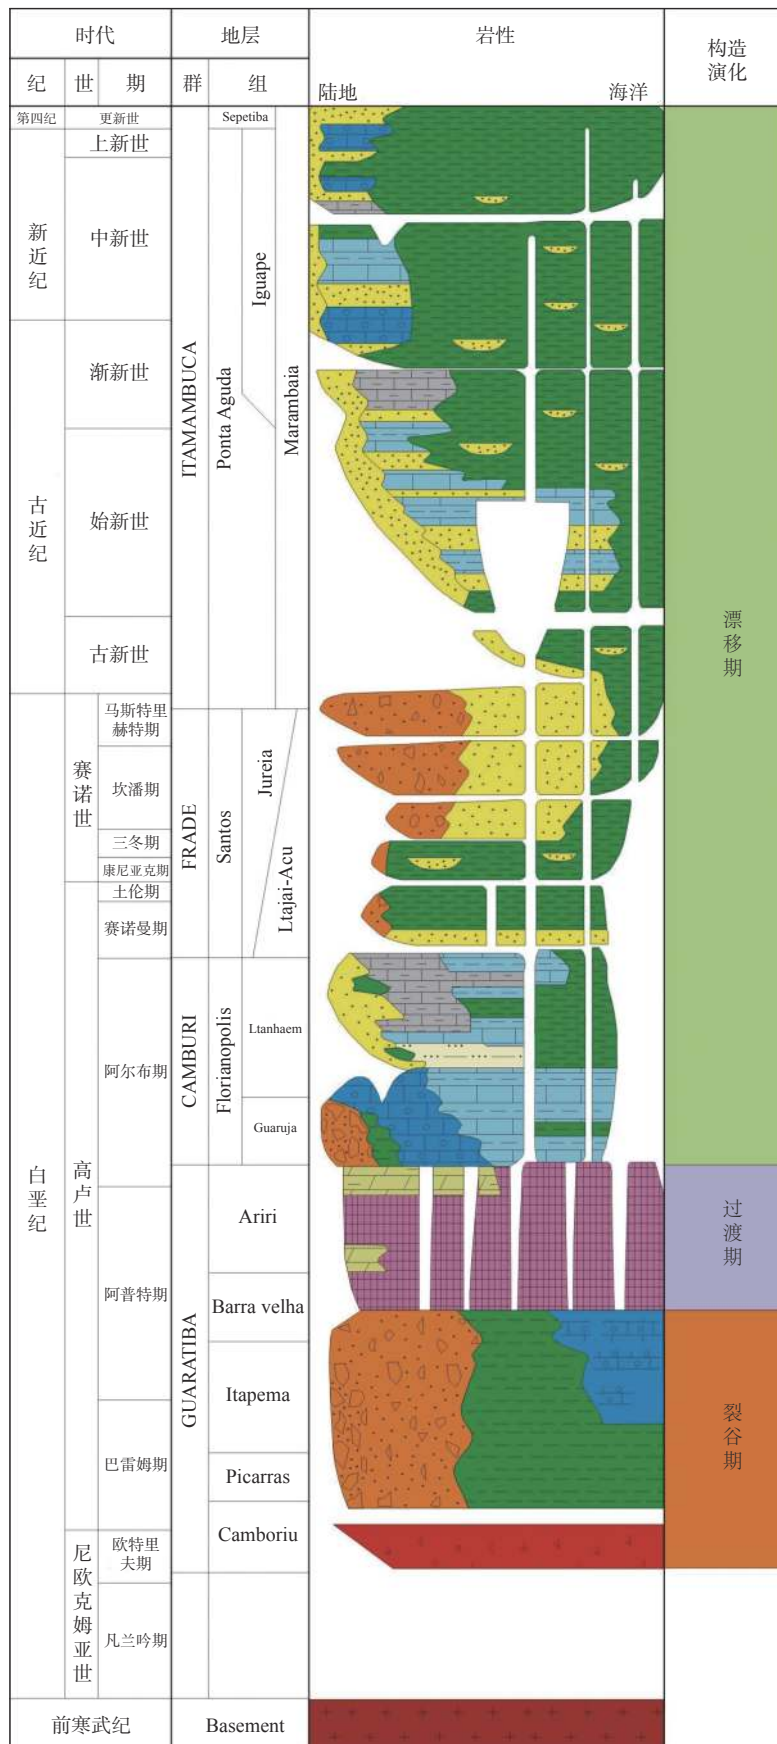 时代
地层
岩性
构造
演化
纪
世
期
群
组
陆地
海洋
第四纪
更新世
上新世
新近纪
中新世
渐新世
古近纪
始新世
古新世
白垩纪
赛诺世
马斯特里
赫特期
坎潘期
三冬期
康尼亚克期
高卢世
土伦期
赛诺曼期
阿尔布期
阿普特期
巴雷姆期
尼欧克姆亚世
欧特里
夫期
凡兰吟期
前寒武纪
ITAMAMBUCA
Sepetiba
Ponta Aguda
Iguape
Marambaia
FRADE
Santos
Jureia
Ltajai-Acu
CAMBURI
Florianopolis
Ltanhaem
Guaruja
GUARATIBA
Ariri
Barra velha
Itapema
Picarras
Camboriu
Basement
漂移期
过渡期
裂谷期